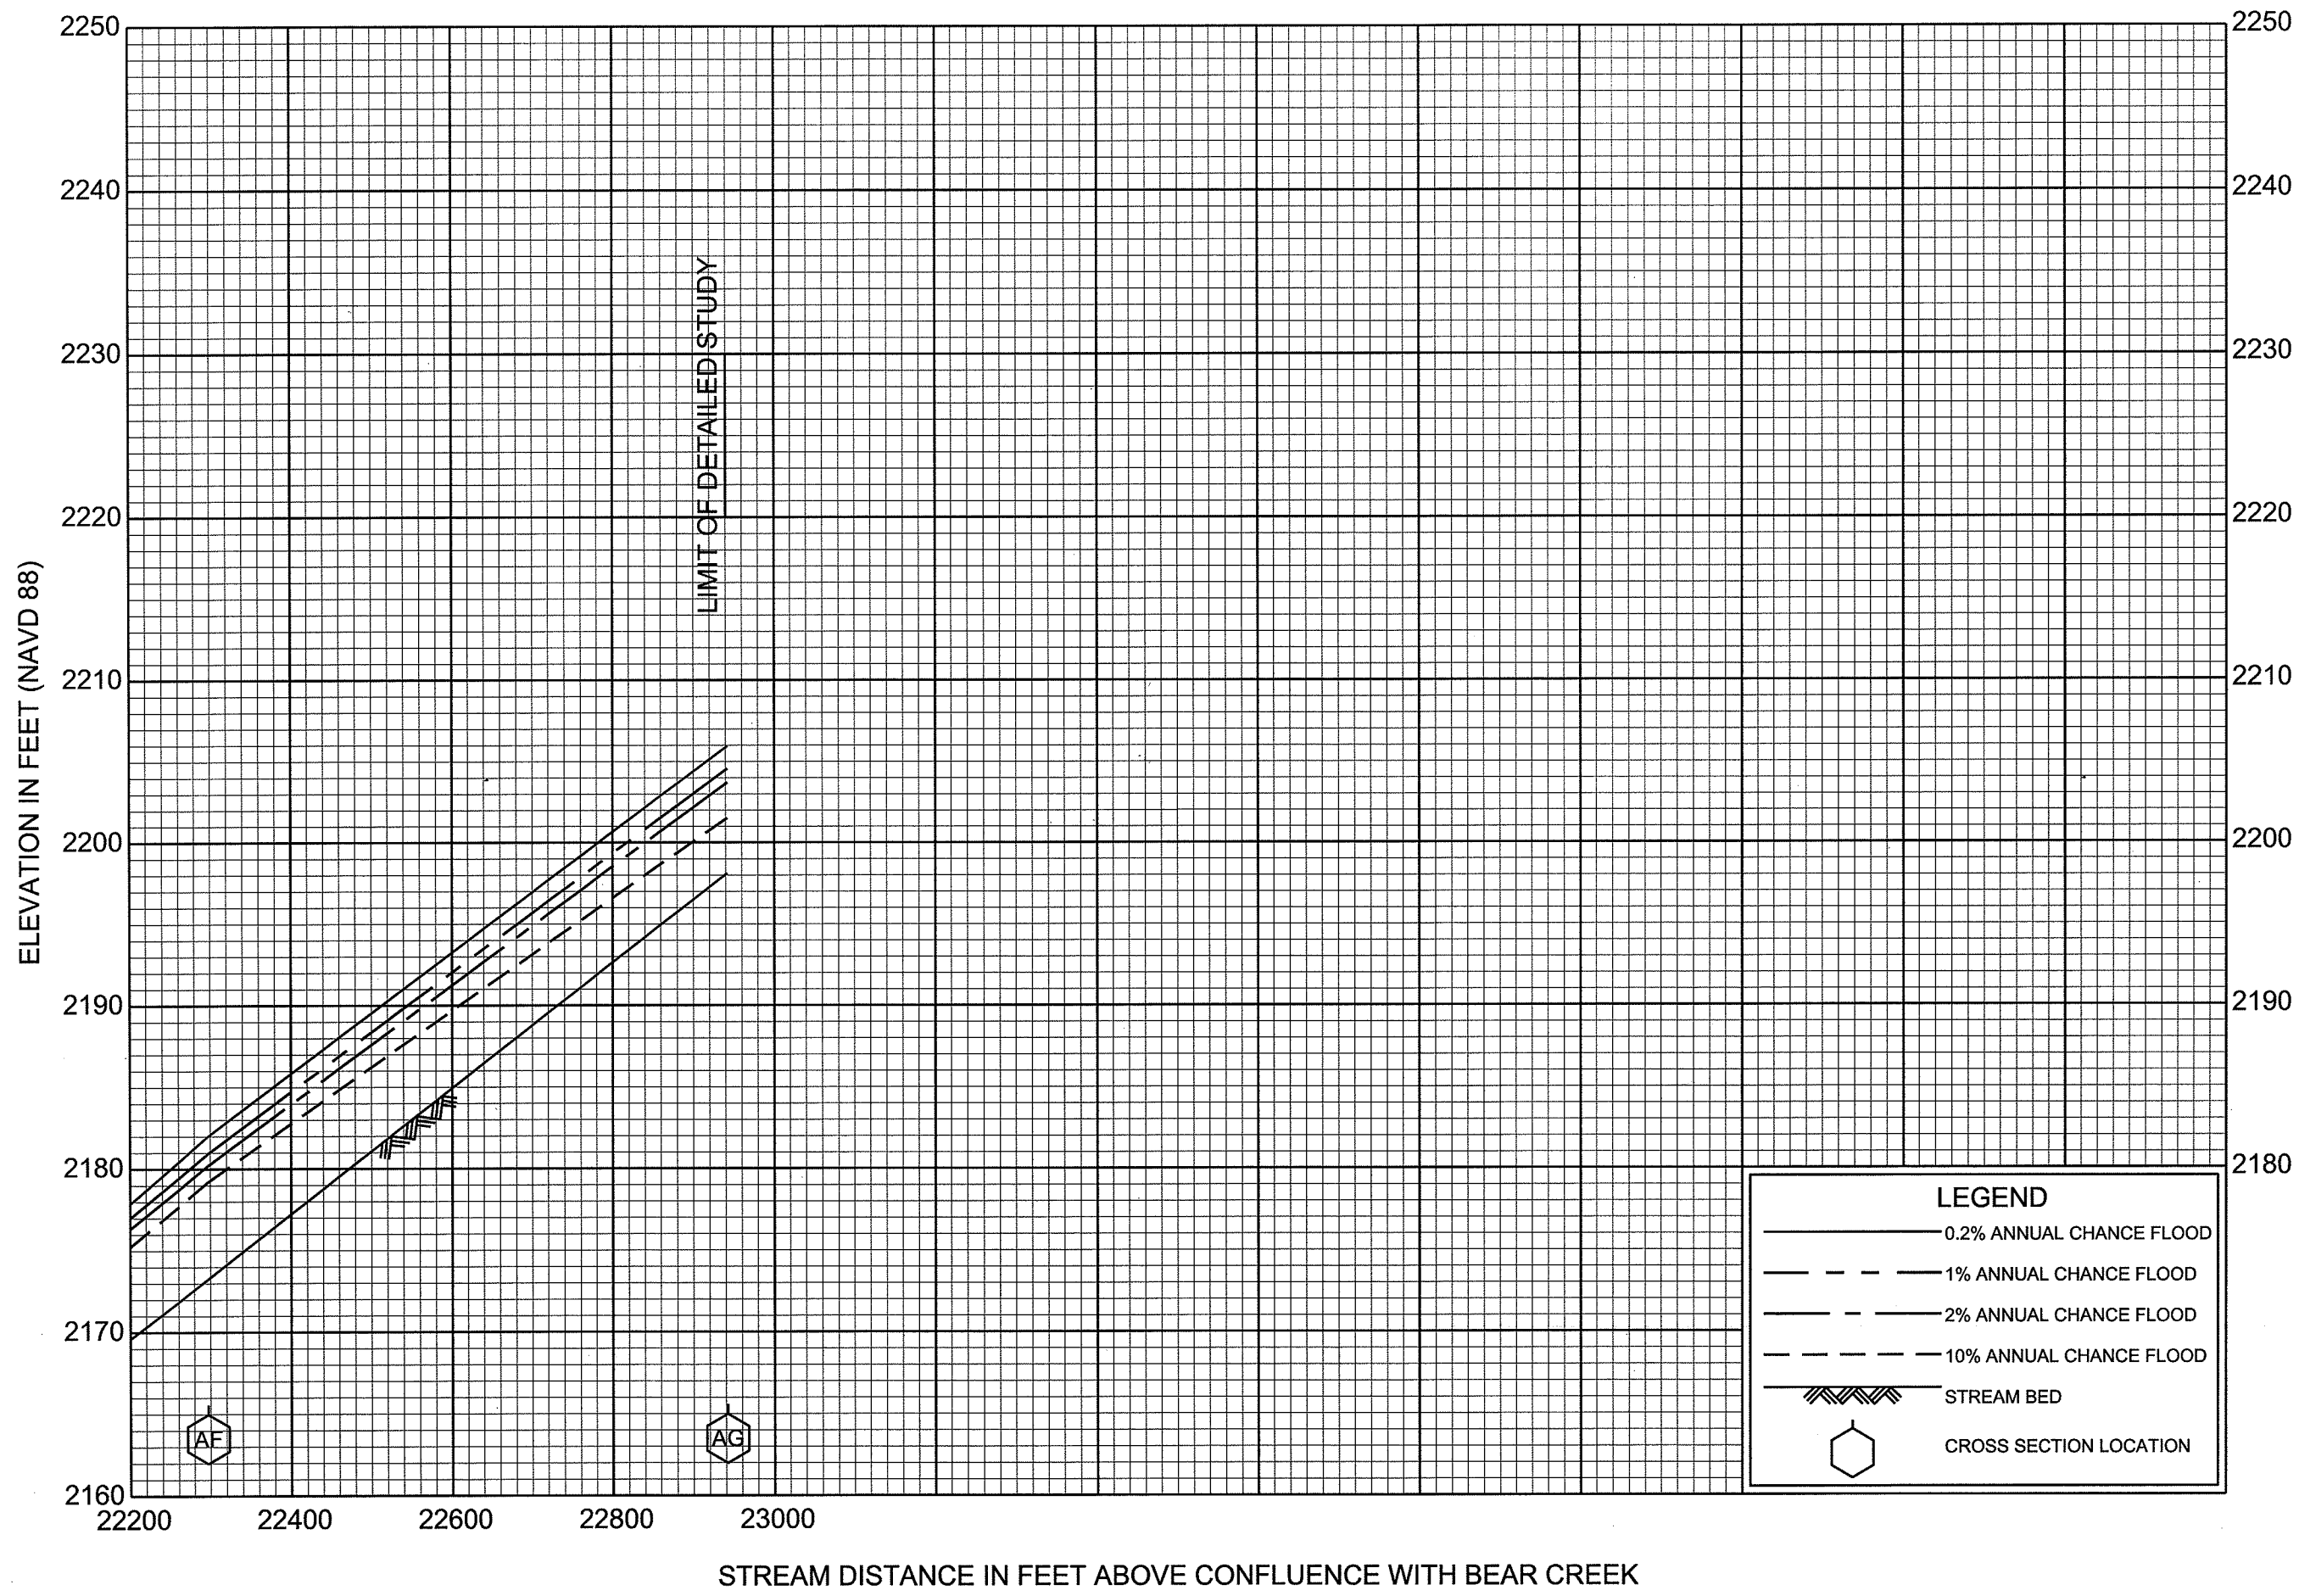 2250
2240
2230
2220
2210
2200
2190
2180
2170
2160
ELEVATION IN FEET (NAVD 88)
LIMIT OF DETAILED STUDY
2250
2240
2230
2220
2210
2200
2190
2180
AF
AG
LEGEND
0.2% ANNUAL CHANCE FLOOD
1% ANNUAL CHANCE FLOOD
2% ANNUAL CHANCE FLOOD
10% ANNUAL CHANCE FLOOD
STREAM BED
CROSS SECTION LOCATION
22200 22400 22600 22800 23000
STREAM DISTANCE IN FEET ABOVE CONFLUENCE WITH BEAR CREEK